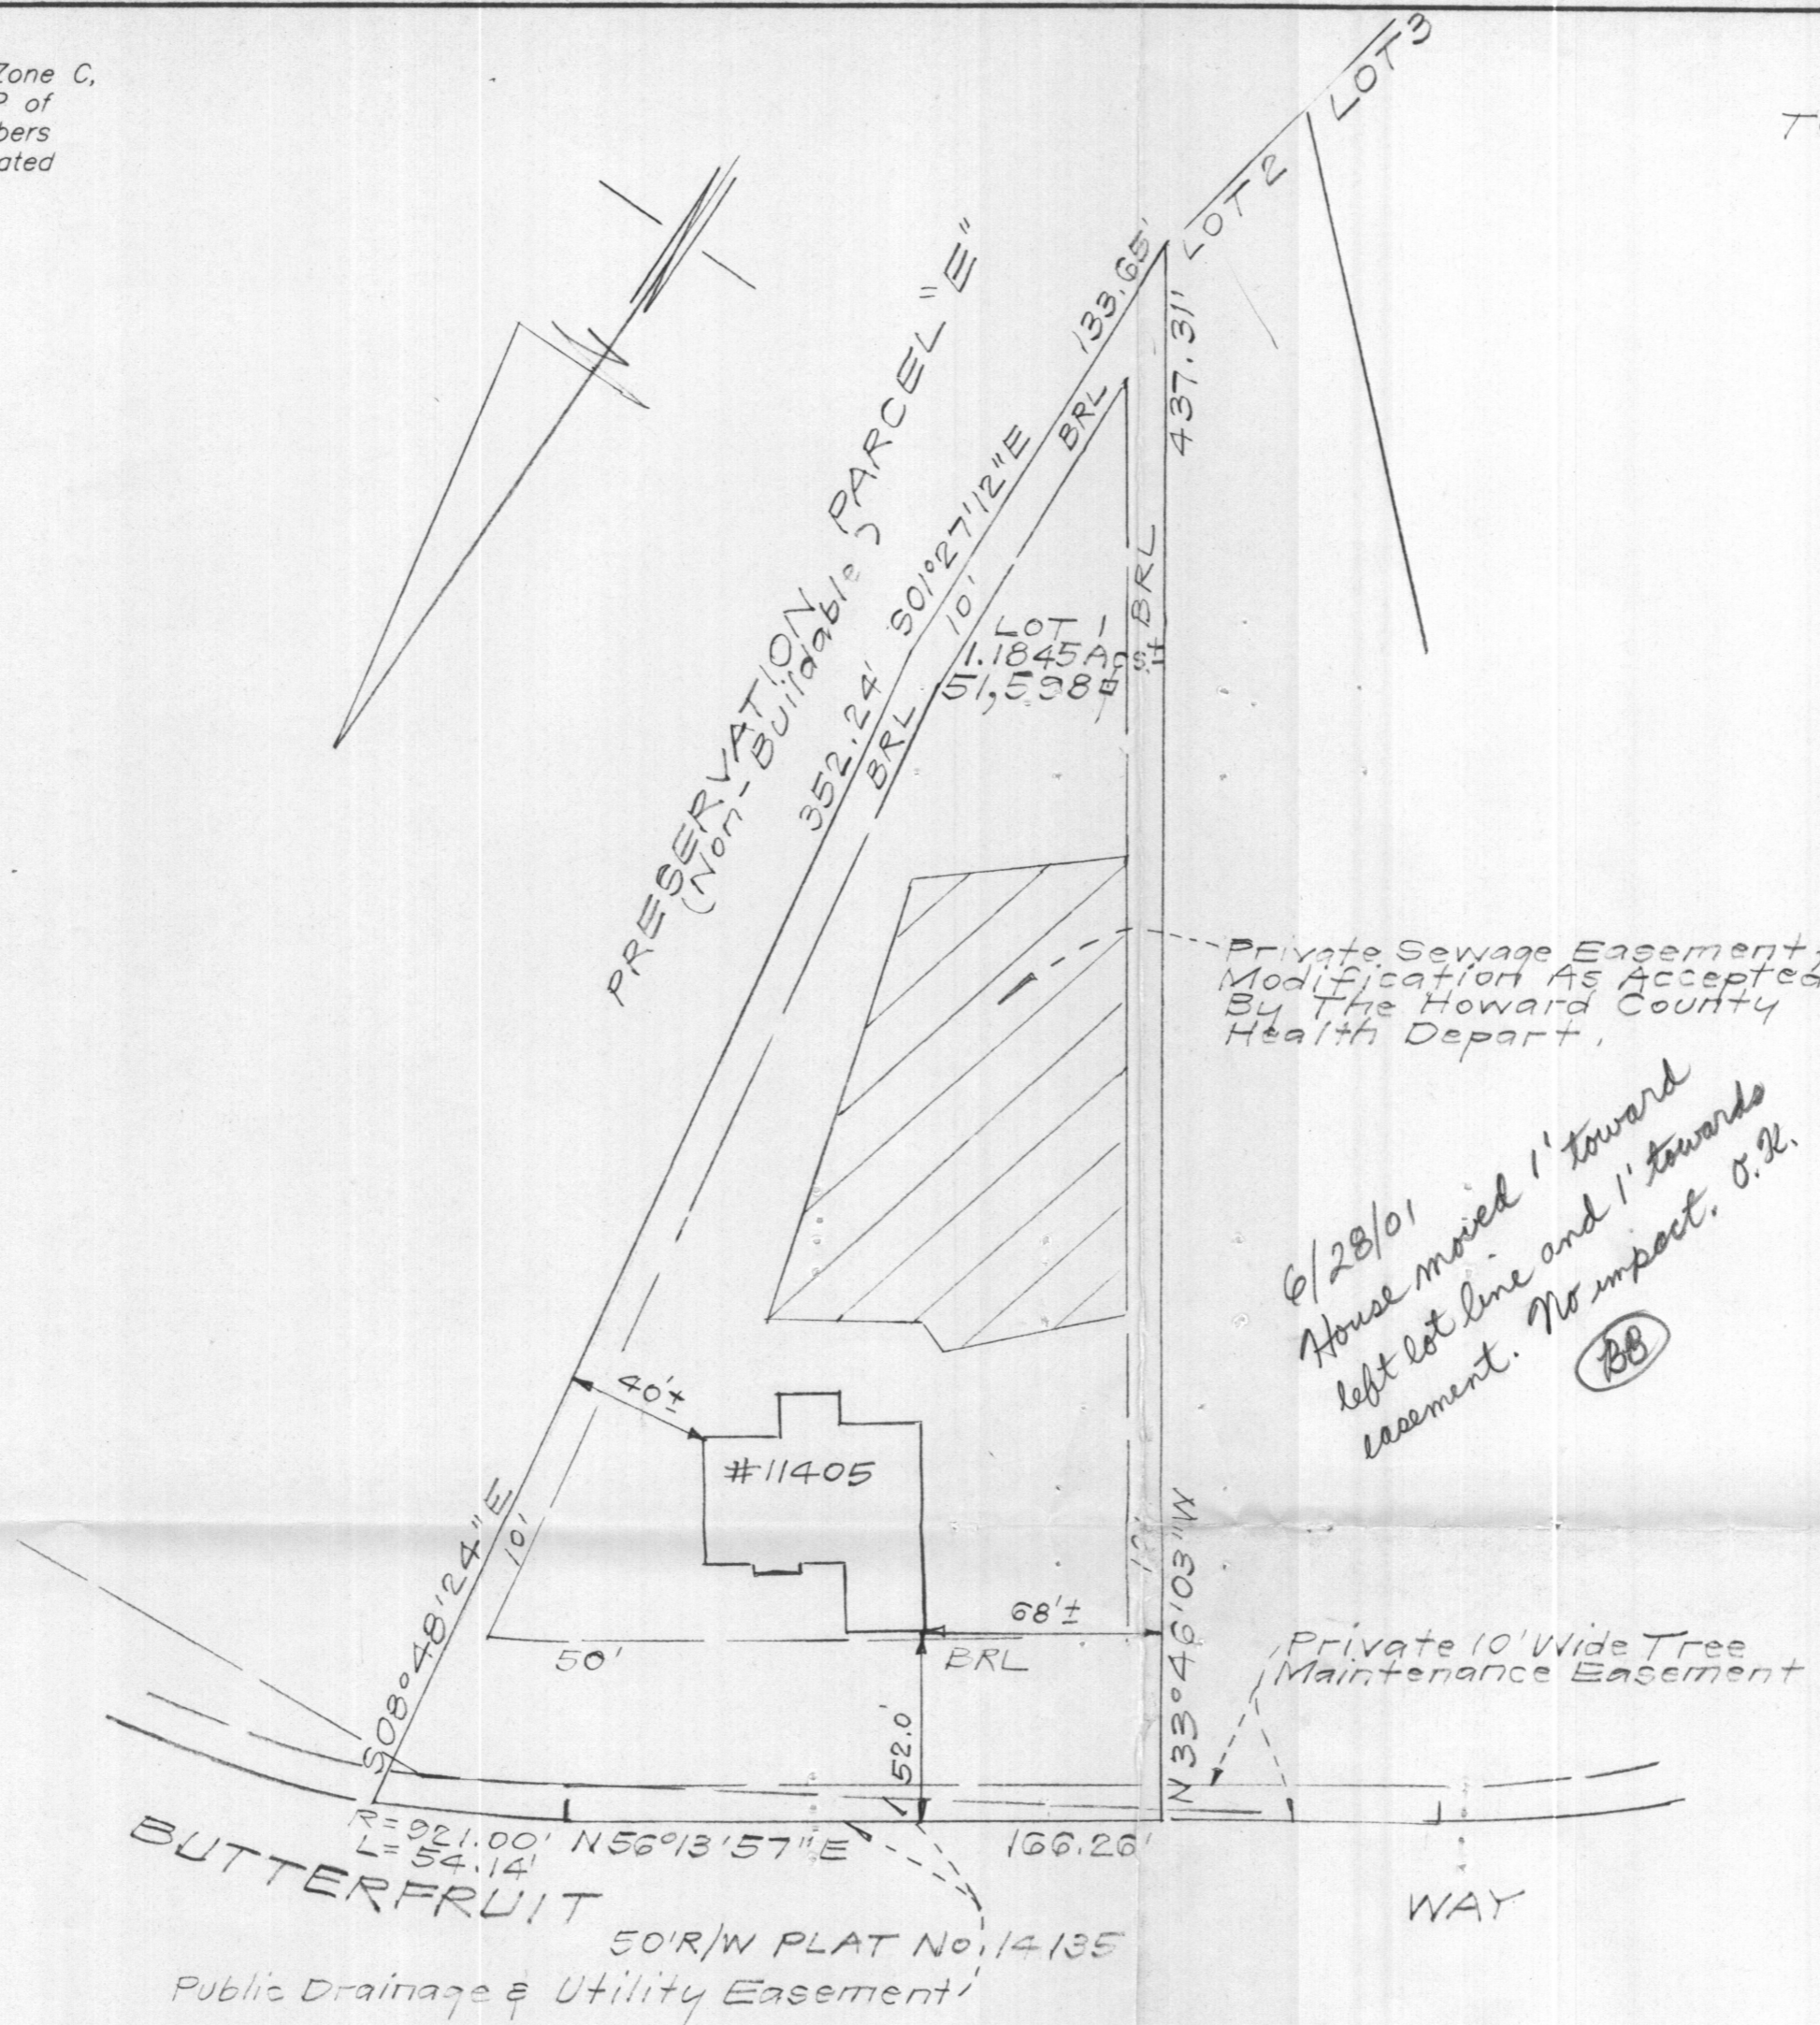 Zone C,
P of
bers
ated
LOT 3
LOT 2
PRESERVATION PARCEL "E"
(Non-Buildable)
133.65'
S01°27'12"E
352.24'
BRL
10'
BRL
437.31'
BRL
LOT 1
1.1845 Acs.±
51,598
Private Sewage Easement,
Modification As Accepted
By The Howard County
Health Depart.
6/28/01
House moved 1' toward
left lot line and 1' towards
easement. No impact. O.K.
BB
40'±
#11405
S08°48'24"E
10'
10'
68'±
50'
BRL
N33°46'03"W
Private 10' Wide Tree
Maintenance Easement
52.0'
R=921.00'
L=54.14'
N56°13'57"E
166.26'
BUTTERFRUIT
WAY
50'R/W PLAT No. 14135
Public Drainage & Utility Easement